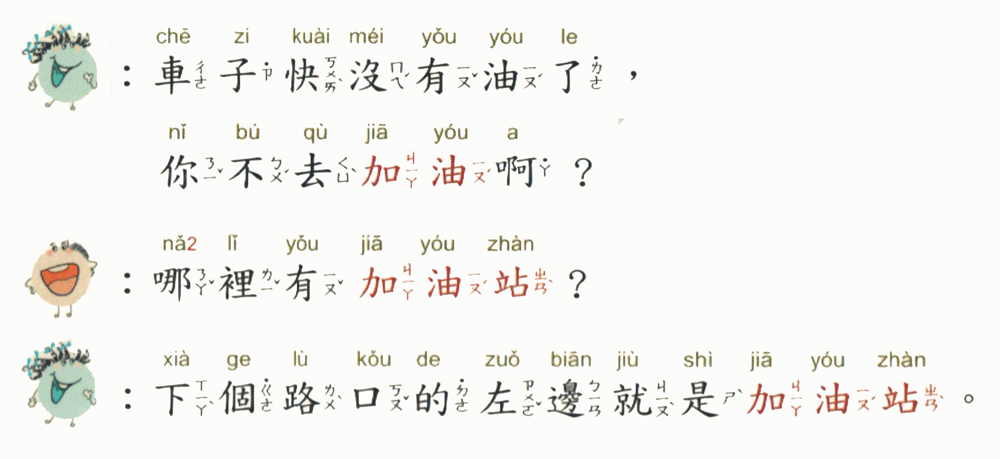 chē zi kuài méi yǒu yóu le
：車ㄔㄜ子˙ㄗ快ㄎㄨㄞˋ沒ㄇㄟˊ有ㄧㄡˇ油ㄧㄡˊ了˙ㄌㄜ，
nǐ bú qù jiā yóu a
你ㄋㄧˇ不ㄅㄨˊ去ㄑㄩˋ加ㄐㄧㄚ油ㄧㄡˊ啊˙ㄚ？
nǎ2 lǐ yǒu jiā yóu zhàn
：哪ㄋㄚˇ裡ㄌㄧˇ有ㄧㄡˇ加ㄐㄧㄚ油ㄧㄡˊ站ㄓㄢˋ？
xià ge lù kǒu de zuǒ biān jiù shì jiā yóu zhàn
：下ㄒㄧㄚˋ個˙ㄍㄜ路ㄌㄨˋ口ㄎㄡˇ的˙ㄉㄜ左ㄗㄨㄛˇ邊ㄅㄧㄢ就ㄐㄧㄡˋ是ㄕˋ加ㄐㄧㄚ油ㄧㄡˊ站ㄓㄢˋ。